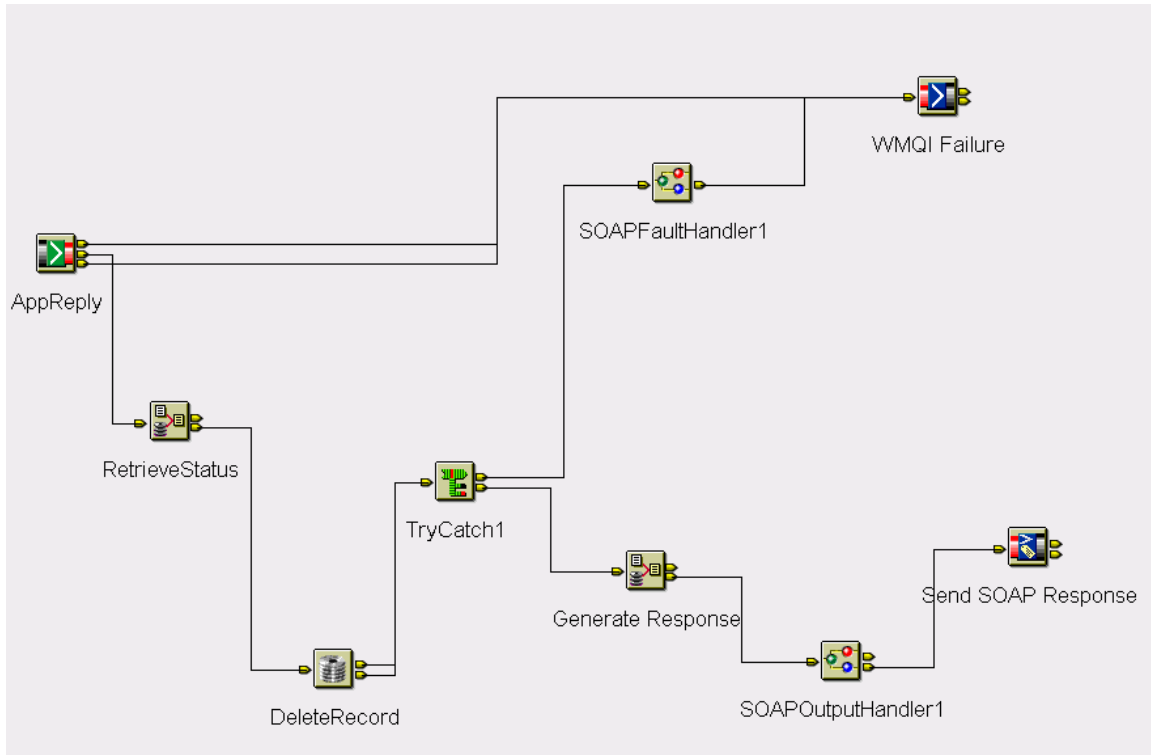 WMQI Failure
SOAPFaultHandler1
AppReply
RetrieveStatus
TryCatch1
Send SOAP Response
Generate Response
SOAPOutputHandler1
DeleteRecord